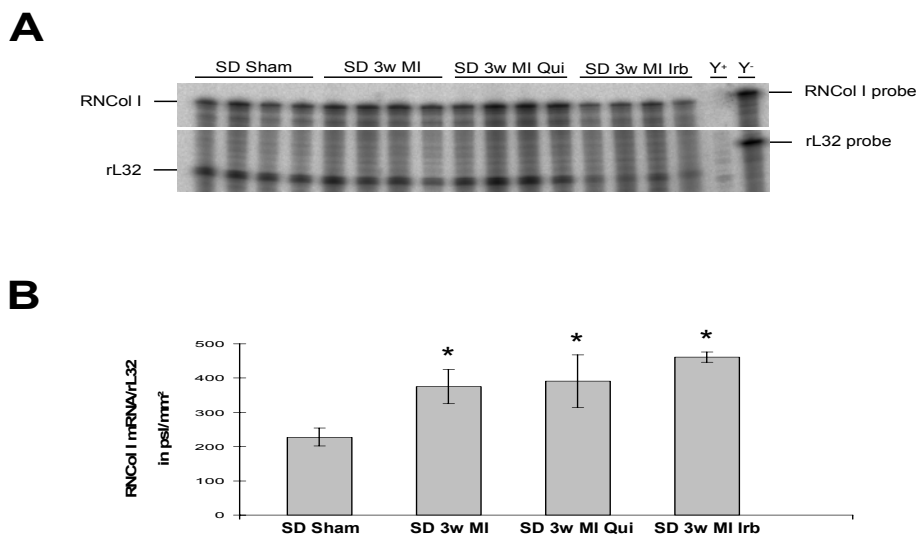 A
SD Sham SD 3w MI SD 3w MI Qui SD 3w MI Irb Y+ Y-
RNCol I
RNCol I probe
rL32 probe
rL32
B
RNCol I mRNA/rL32
in psl/mm²
500
400
300
200
100
0
* * *
SD Sham SD 3w MI SD 3w MI Qui SD 3w MI Irb